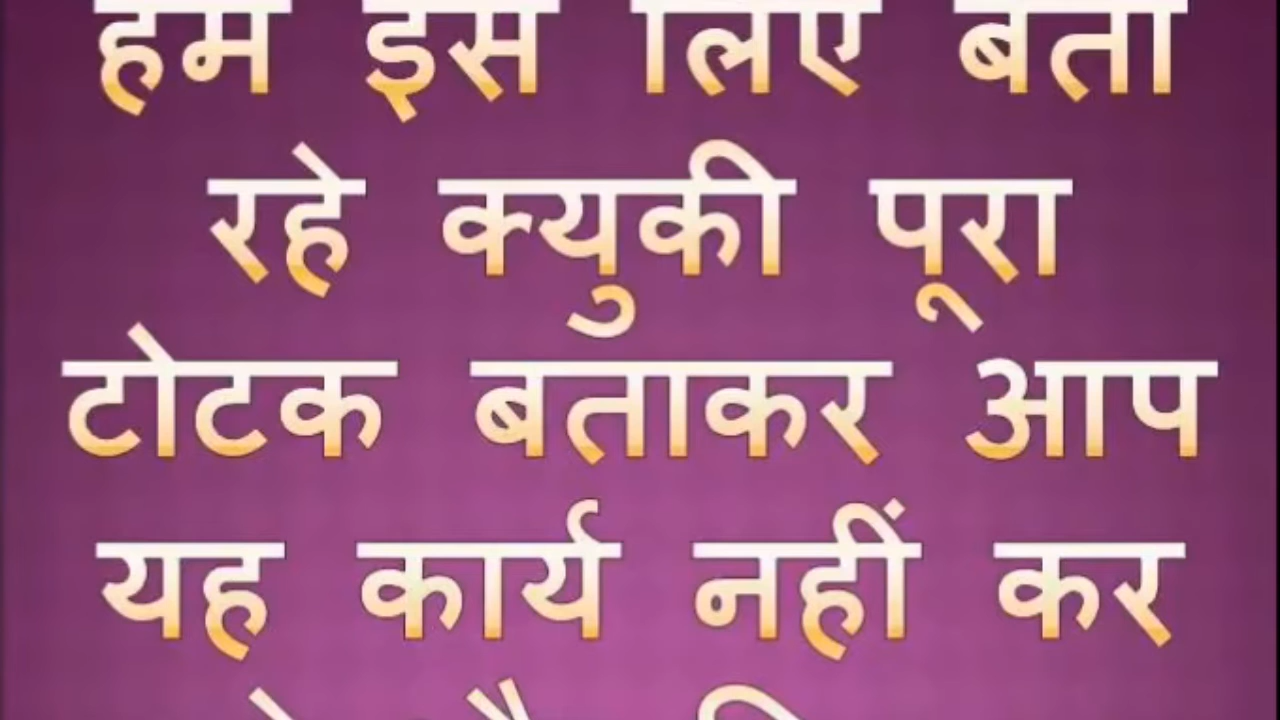 हम इस लिए बता
रहे क्युकी पूरा
टोटक बताकर आप
यह कार्य नहीं कर